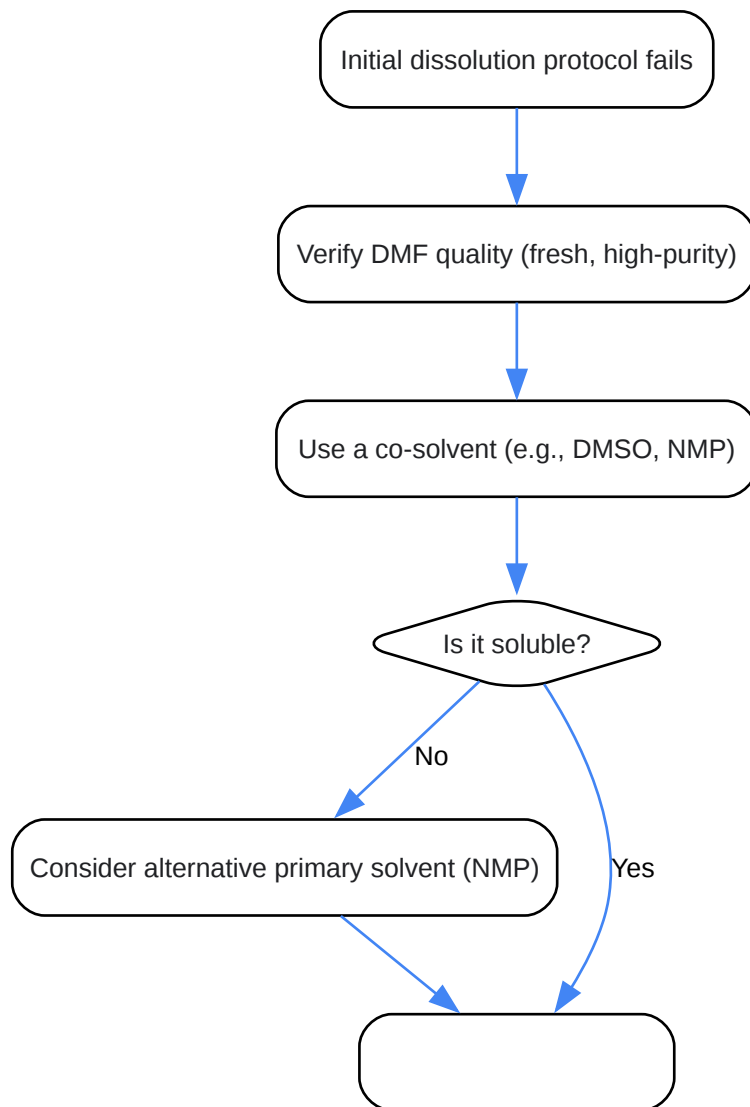 Initial dissolution protocol fails
Verify DMF quality (fresh, high-purity)
Use a co-solvent (e.g., DMSO, NMP)
Is it soluble?
No
Consider alternative primary solvent (NMP)
Yes